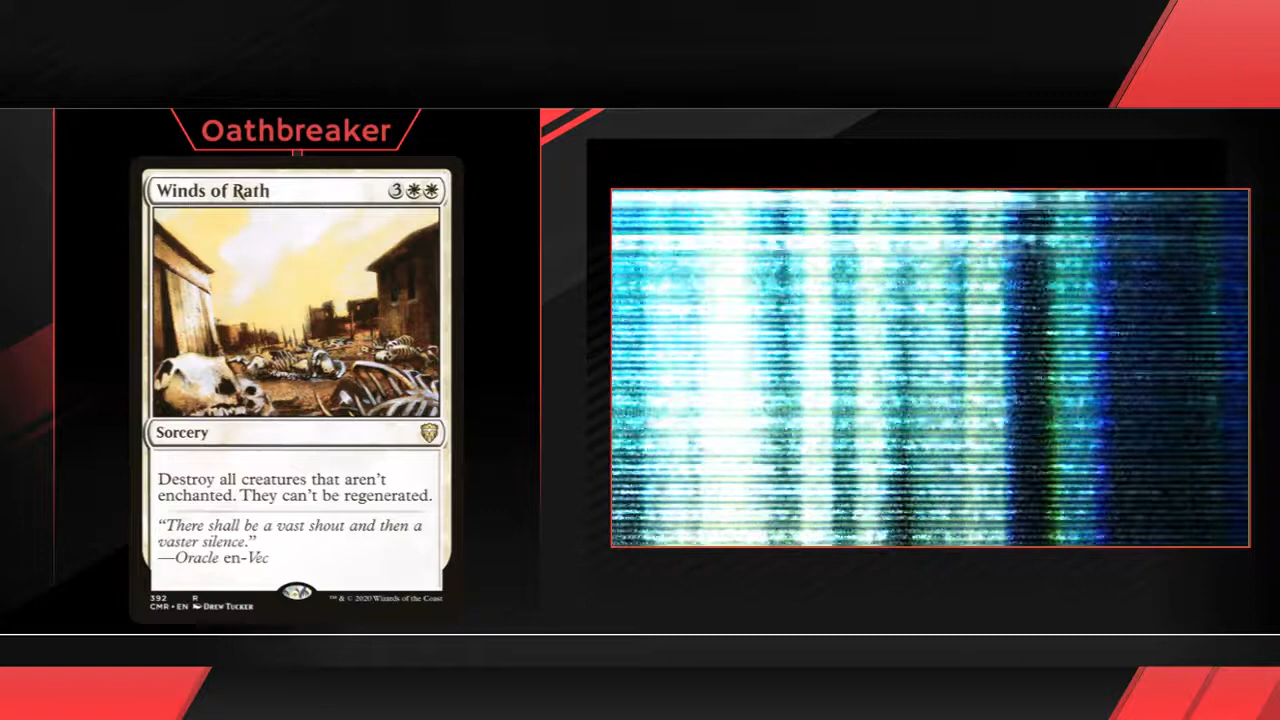 Oathbreaker
Winds of Rath 3
Sorcery
Destroy all creatures that aren't
enchanted. They can't be regenerated.
“There shall be a vast shout and then a
vaster silence.”
—Oracle en-Vec
392 R
CMR • EN Drew Tucker
™ & © 2020 Wizards of the Coast